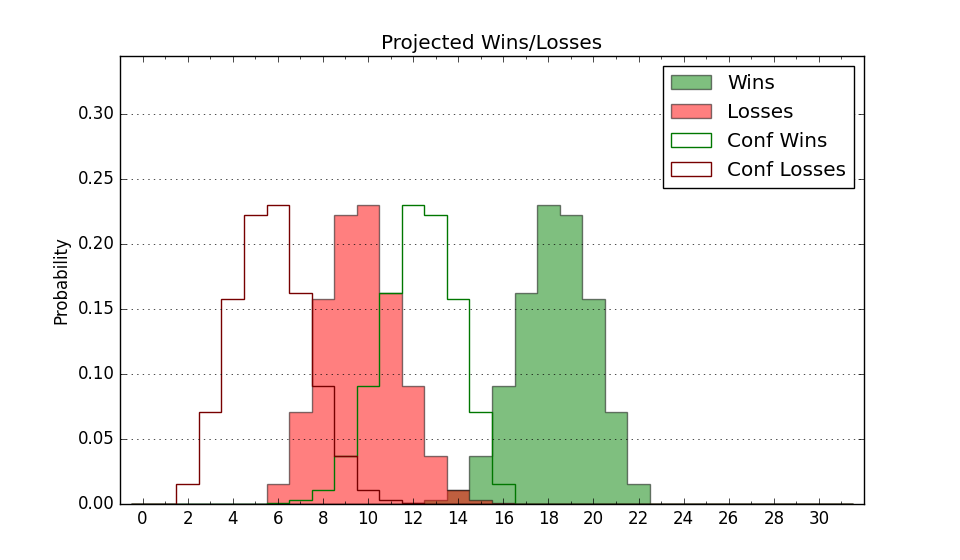 Projected Wins/Losses
Wins
Losses
Conf Wins
Conf Losses
Probability
0.30
0.25
0.20
0.15
0.10
0.05
0.00
0 2 4 6 8 10 12 14 16 18 20 22 24 26 28 30